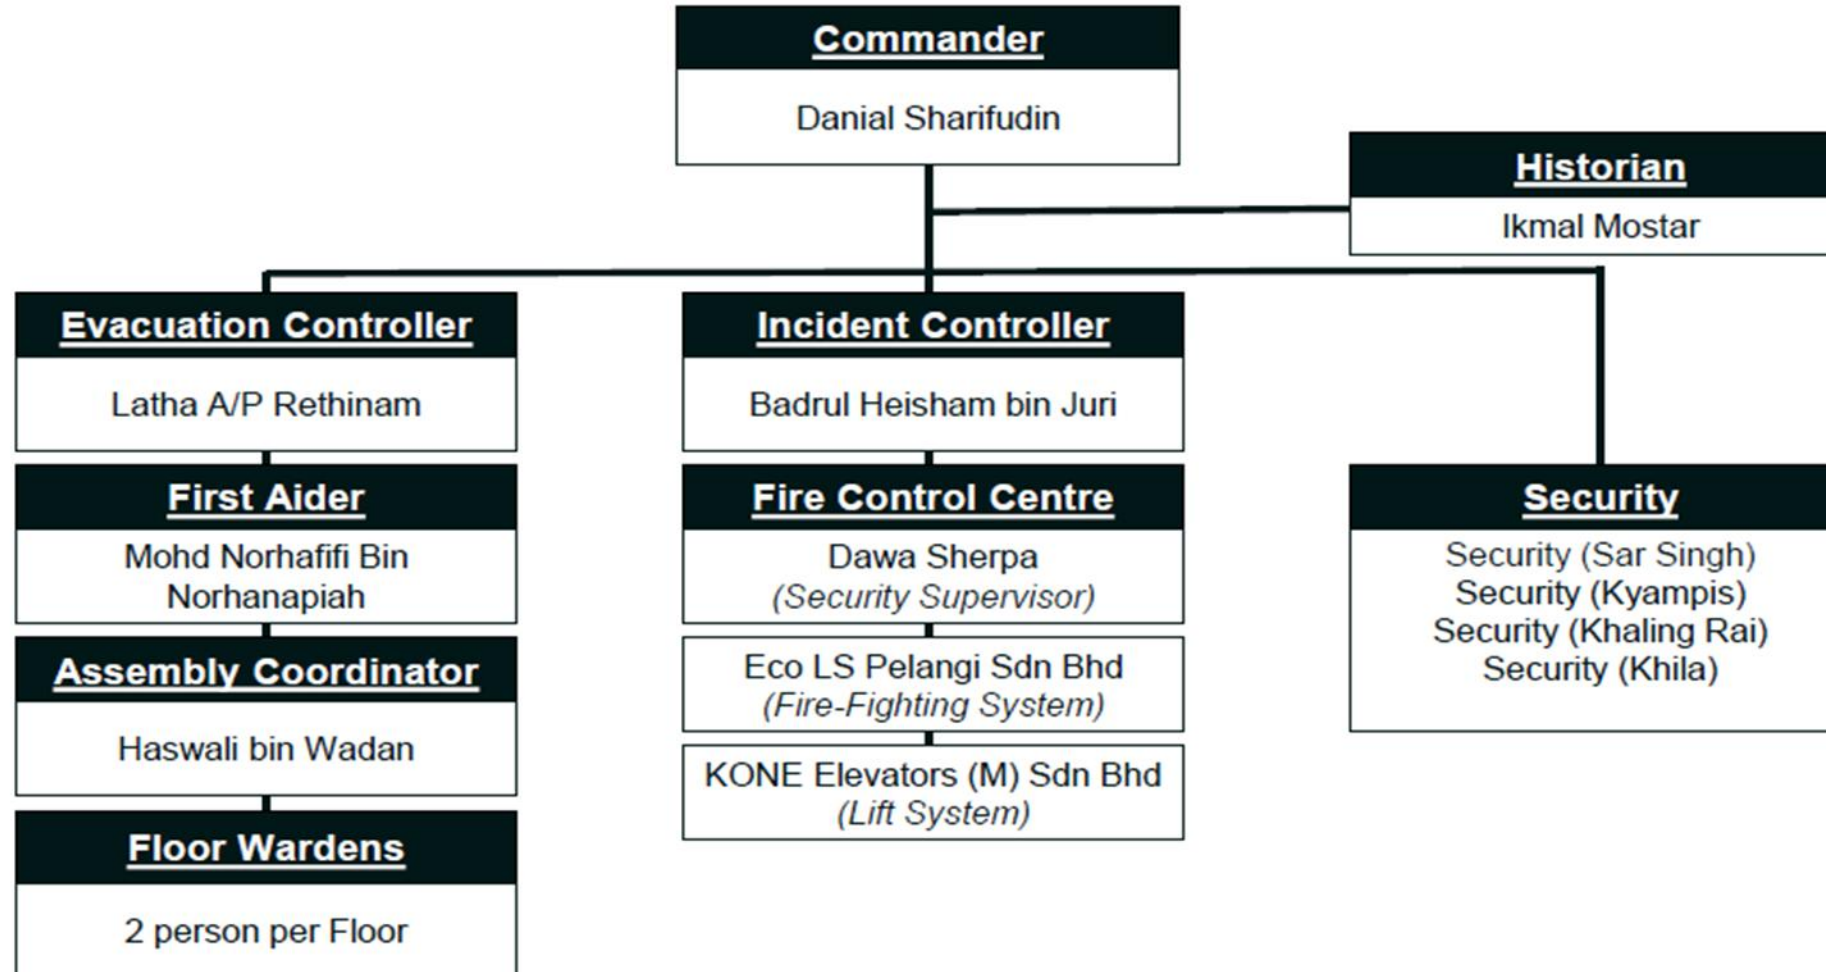 Commander
Danial Sharifudin
Historian
Ikmal Mostar
Evacuation Controller
Latha A/P Rethinam
First Aider
Mohd Norhafifi Bin
Norhanapiah
Assembly Coordinator
Haswali bin Wadan
Floor Wardens
2 person per Floor
Incident Controller
Badrul Heisham bin Juri
Fire Control Centre
Dawa Sherpa
(Security Supervisor)
Eco LS Pelangi Sdn Bhd
(Fire-Fighting System)
KONE Elevators (M) Sdn Bhd
(Lift System)
Security
Security (Sar Singh)
Security (Kyampis)
Security (Khaling Rai)
Security (Khila)